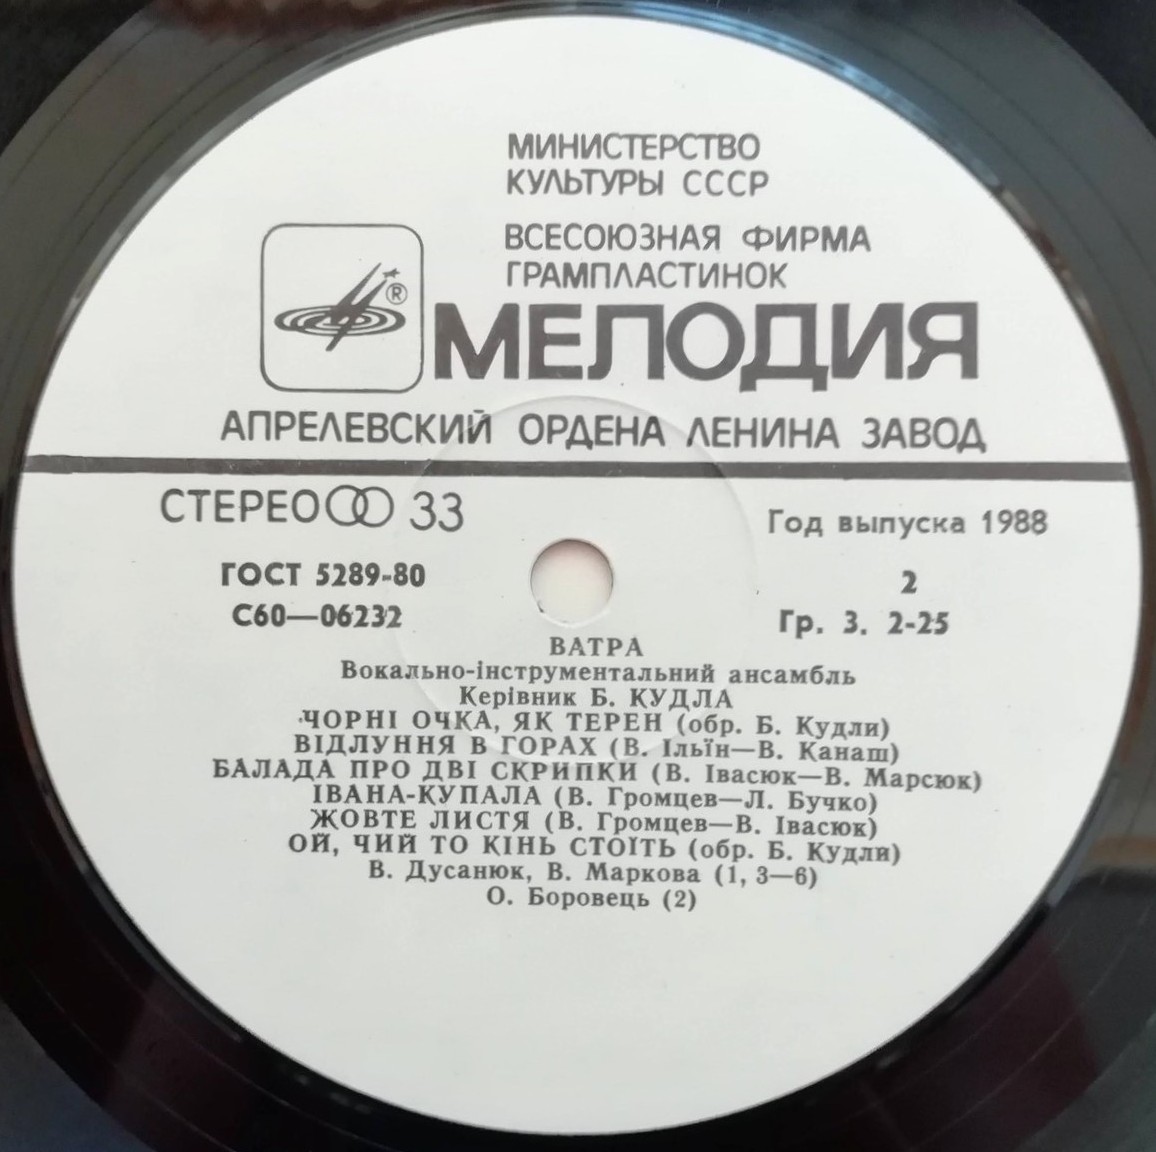 МИНИСТЕРСТВО
КУЛЬТУРЫ СССР
ВСЕСОЮЗНАЯ ФИРМА
ГРАМПЛАСТИНОК
®
МЕЛОДИЯ
АПРЕЛЕВСКИЙ ОРДЕНА ЛЕНИНА ЗАВОД
СТЕРЕО 33
Год выпуска 1988
ГОСТ 5289-80
2
С60—06232
Гр. 3. 2-25
ВАТРА
Вокально-інструментальний ансамбль
Керівник Б. КУДЛА
ЧОРНІ ОЧКА, ЯК ТЕРЕН (обр. Б. Кудли)
ВІДЛУННЯ В ГОРАХ (В. Ільїн—В. Канаш)
БАЛАДА ПРО ДВІ СКРИПКИ (В. Івасюк—В. Марсюк)
ІВАНА-КУПАЛА (В. Громцев—Л. Бучко)
ЖОВТЕ ЛИСТЯ (В. Громцев—В. Івасюк)
ОЙ, ЧИЙ ТО КІНЬ СТОЇТЬ (обр. Б. Кудли)
В. Дусанюк, В. Маркова (1, 3—6)
О. Боровець (2)